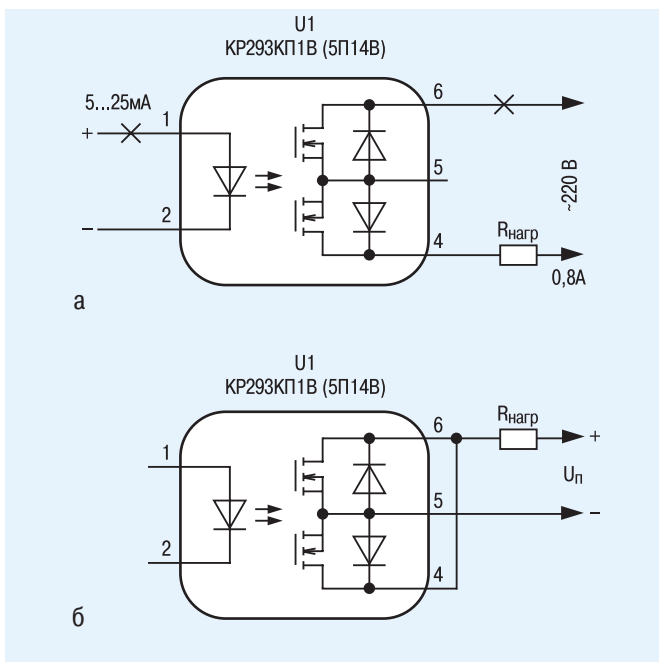 U1
КР293КП1В (5П14В)
5...25мА
1
6
+
5
~220 В
2
4
–
Rнагр
0,8А
а
U1
КР293КП1В (5П14В)
1
6
Rнагр
+
Uп
5
–
2
4
б